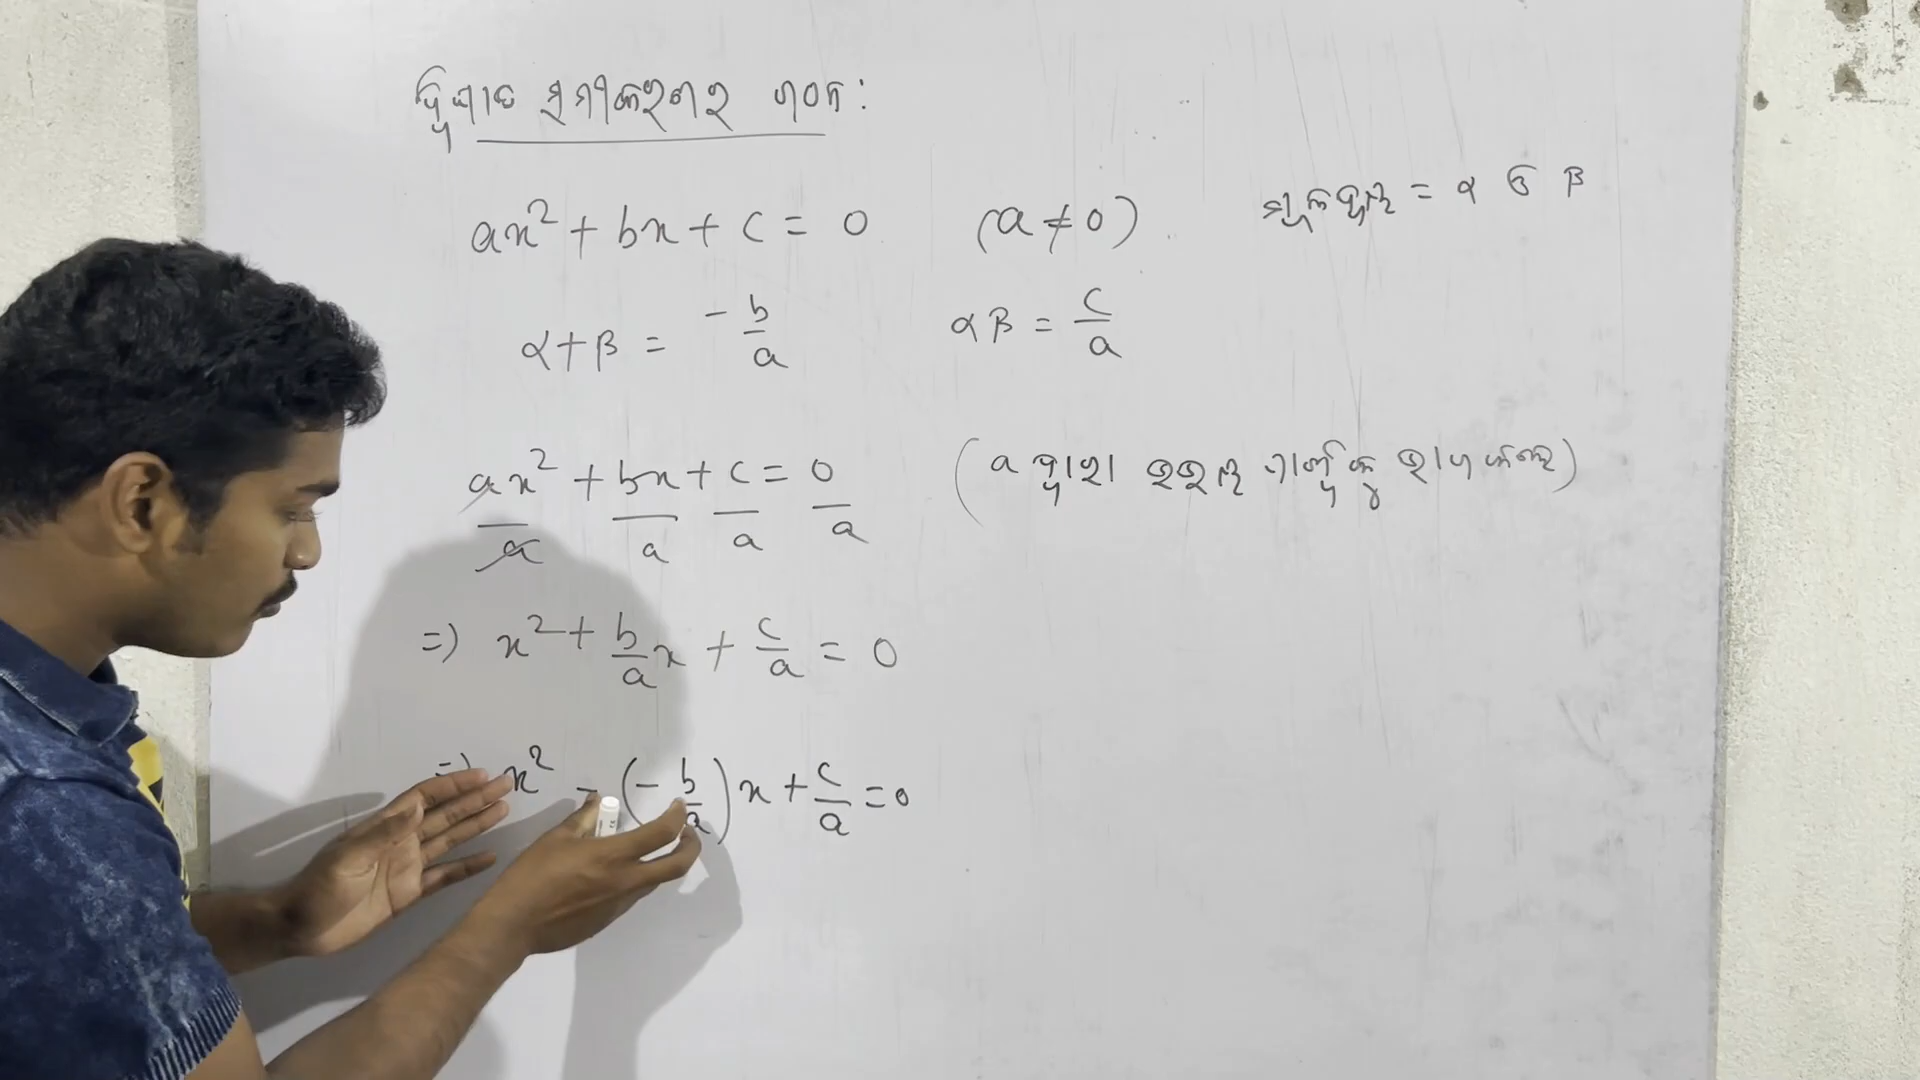 ଦ୍ୱିଘାତ ସମୀକରଣର ଗଠନ :
ax² + bx + c = 0 (a ≠ 0) ମୂଳଦ୍ୱୟ = α ଓ β
α + β = - b/a αβ = c/a
ax²/a + bx/a + c/a = 0/a (a ଦ୍ୱାରା ଉଭୟ ପାର୍ଶ୍ୱକୁ ଭାଗ କଲେ)
=) x² + b/a x + c/a = 0
=) x² - (- b/a) x + c/a = 0